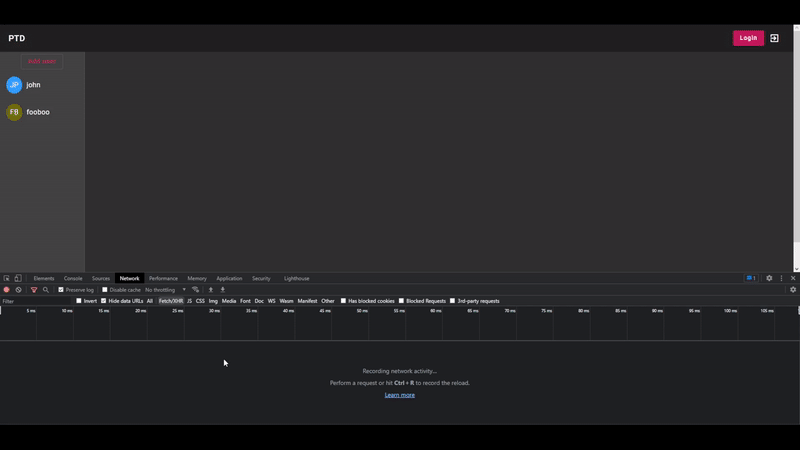 PTD
Login
Add user
JP john
FB fooboo
Elements Console Sources Network Performance Memory Application Security Lighthouse 1
Preserve log Disable cache No throttling
Filter Invert Hide data URLs All Fetch/XHR JS CSS Img Media Font Doc WS Wasm Manifest Other Has blocked cookies Blocked Requests 3rd-party requests
5 ms 10 ms 15 ms 20 ms 25 ms 30 ms 35 ms 40 ms 45 ms 50 ms 55 ms 60 ms 65 ms 70 ms 75 ms 80 ms 85 ms 90 ms 95 ms 100 ms 105 ms
Recording network activity...
Perform a request or hit Ctrl + R to record the reload.
Learn more